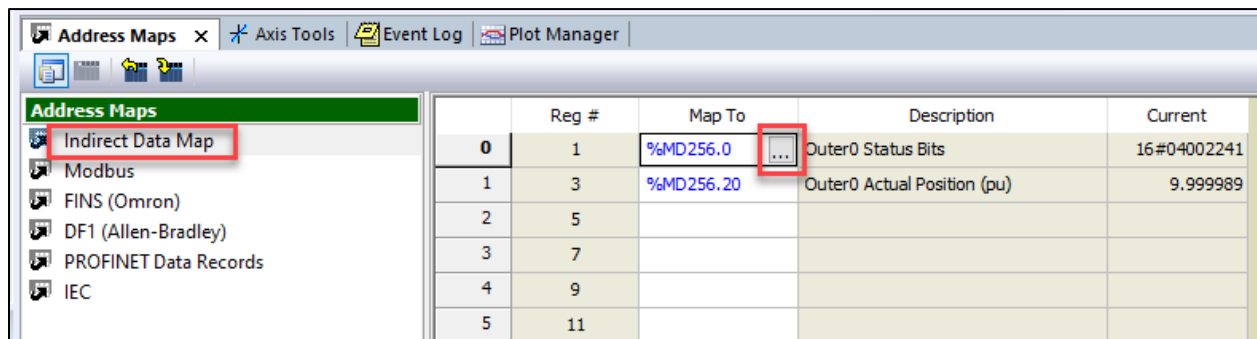 Address Maps x Axis Tools Event Log Plot Manager
Address Maps
Indirect Data Map
Modbus
FINS (Omron)
DF1 (Allen-Bradley)
PROFINET Data Records
IEC
Reg # Map To Description Current
0 1 %MD256.0 ... Outer0 Status Bits 16#04002241
1 3 %MD256.20 Outer0 Actual Position (pu) 9.999989
2 5
3 7
4 9
5 11